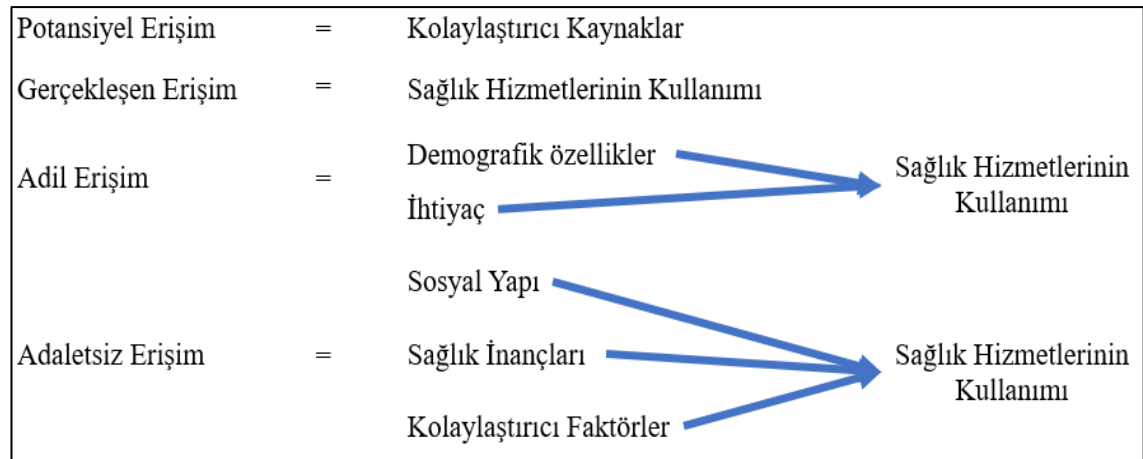 Potansiyel Erişim = Kolaylaştırıcı Kaynaklar
Gerçekleşen Erişim = Sağlık Hizmetlerinin Kullanımı
Adil Erişim =
Demografik özellikler
İhtiyaç
Sağlık Hizmetlerinin
Kullanımı
Adaletsiz Erişim =
Sosyal Yapı
Sağlık İnançları
Kolaylaştırıcı Faktörler
Sağlık Hizmetlerinin
Kullanımı